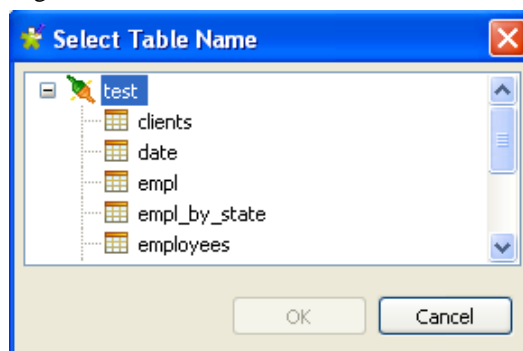 Select Table Name
test
clients
date
empl
empl_by_state
employees
OK Cancel